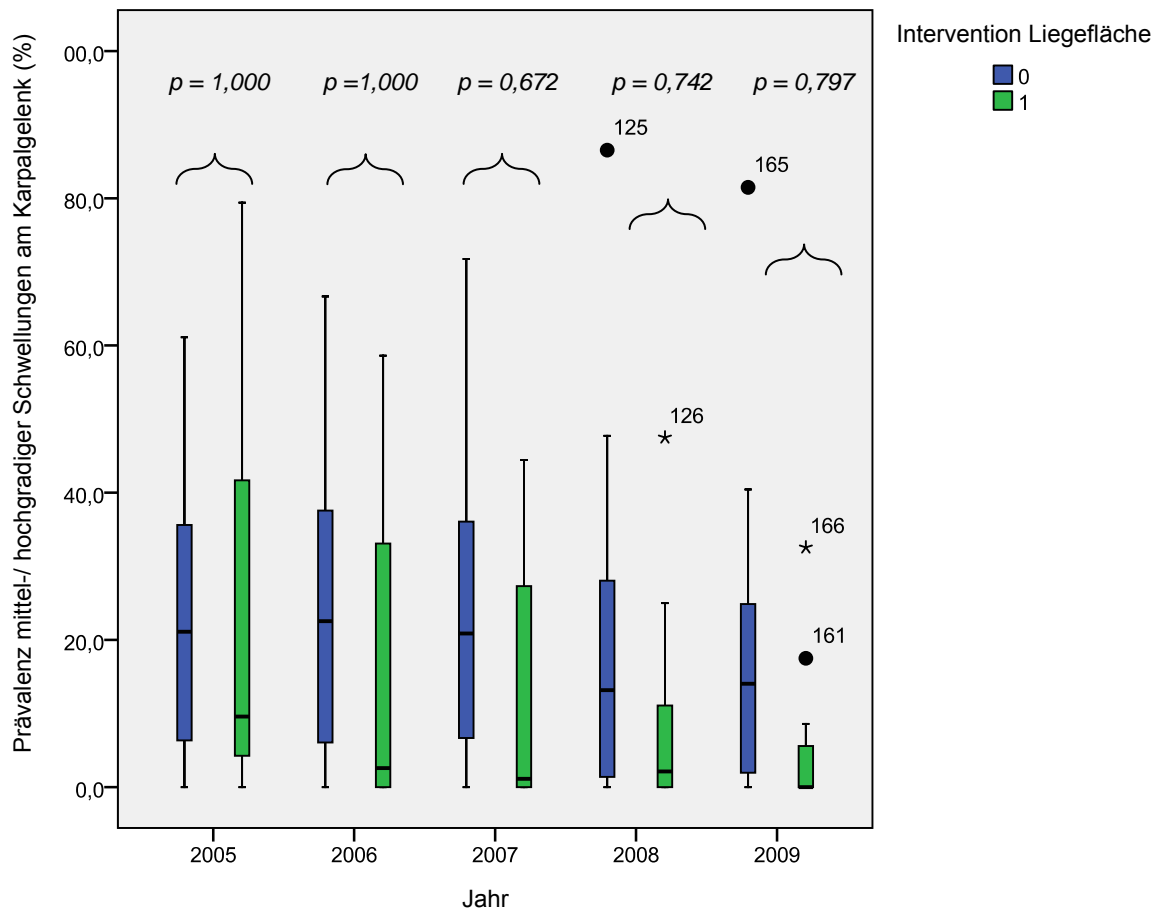 Prävalenz mittel-/ hochgradiger Schwellungen am Karpalgelenk (%)
00,0
80,0
60,0
40,0
20,0
0,0
p = 1,000
p =1,000
p = 0,672
p = 0,742
p = 0,797
125
165
126
166
161
2005
2006
2007
2008
2009
Jahr
Intervention Liegefläche
0
1